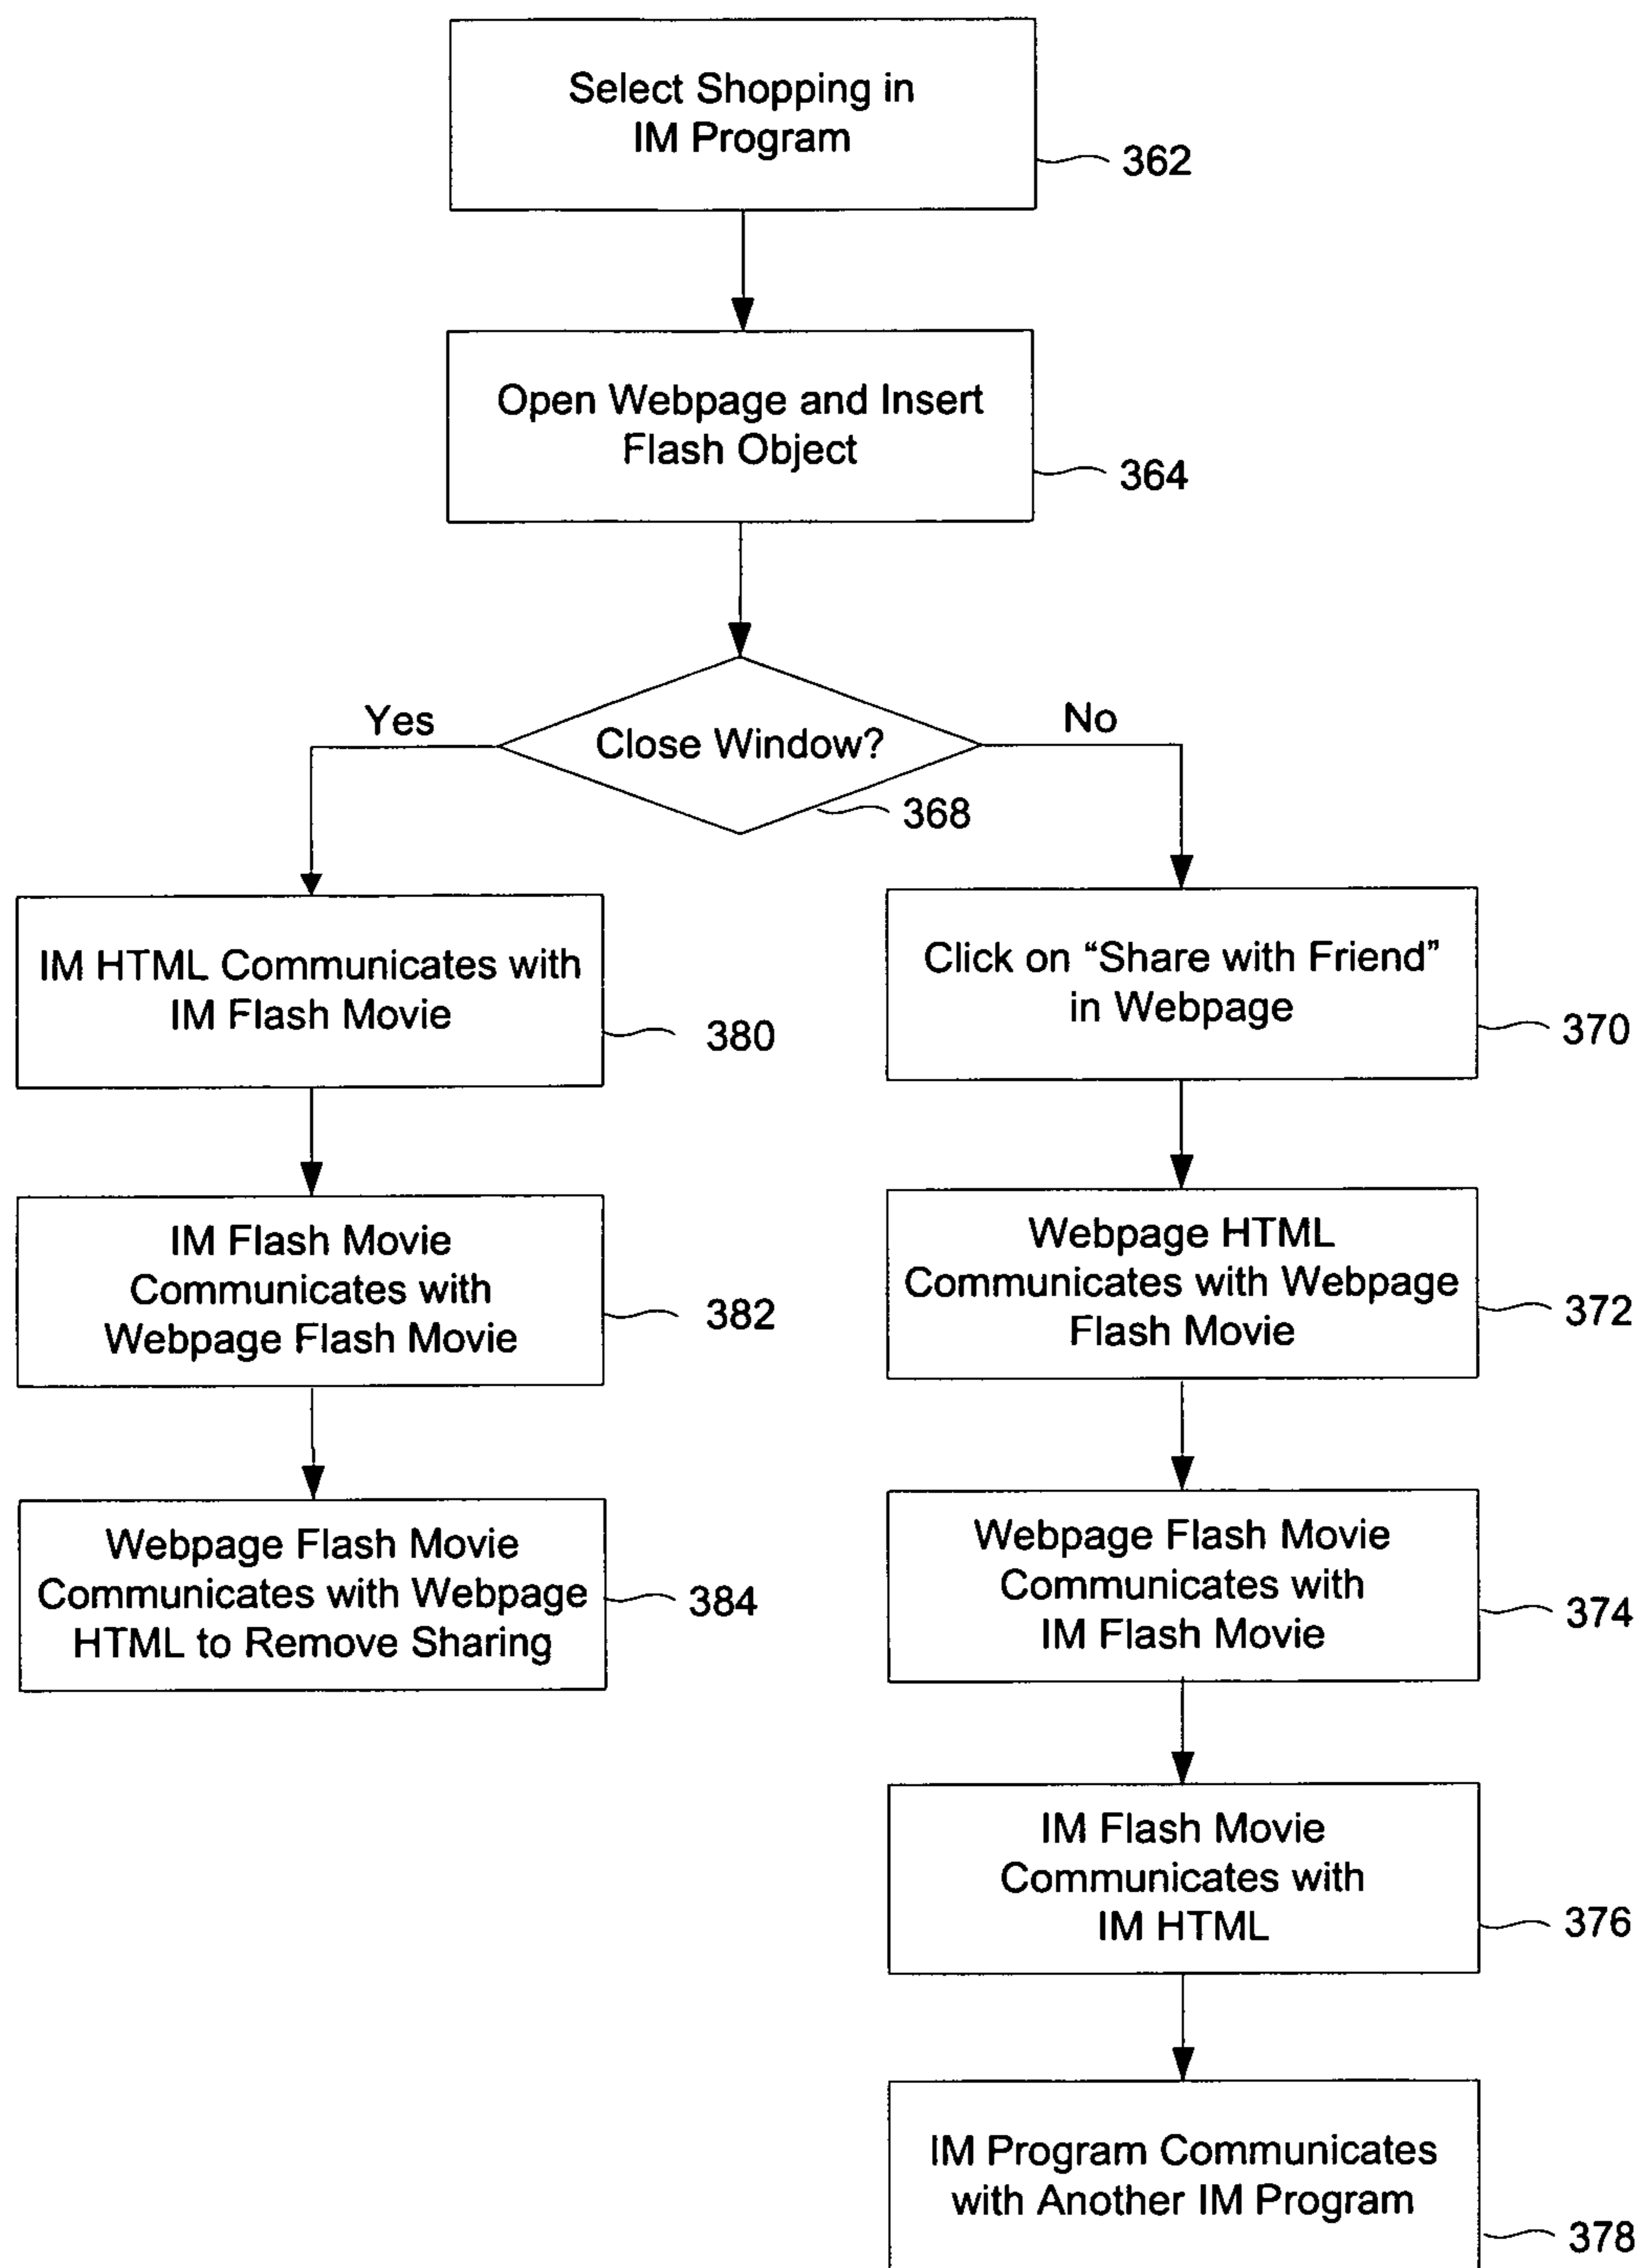 Select Shopping in
IM Program
362
Open Webpage and Insert
Flash Object
364
Yes
Close Window?
No
368
IM HTML Communicates with
IM Flash Movie
380
Click on “Share with Friend”
in Webpage
370
IM Flash Movie
Communicates with
Webpage Flash Movie
382
Webpage HTML
Communicates with Webpage
Flash Movie
372
Webpage Flash Movie
Communicates with Webpage
HTML to Remove Sharing
384
Webpage Flash Movie
Communicates with
IM Flash Movie
374
IM Flash Movie
Communicates with
IM HTML
376
IM Program Communicates
with Another IM Program
378